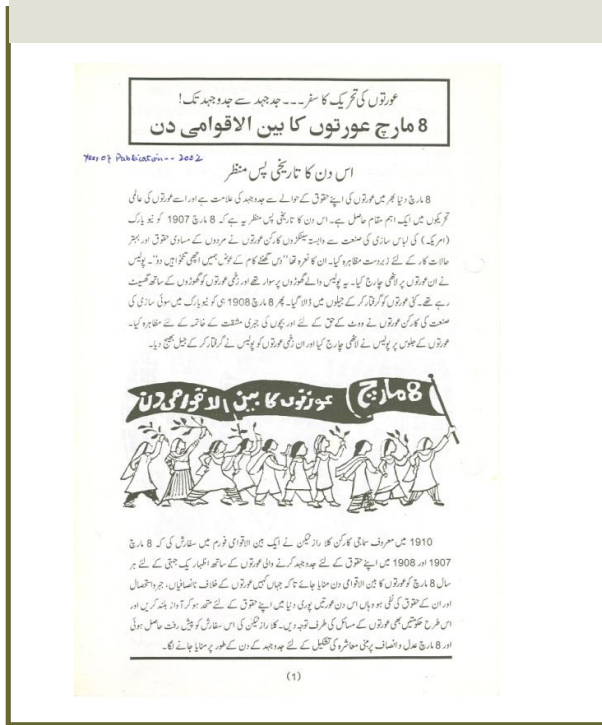 عورتوں کی تحریک کا سفر۔۔۔ جدجہد سے جدوجہد تک!
8 مارچ عورتوں کا بین الاقوامی دن
Year of Publication -- 2002
اس دن کا تاریخی پس منظر
8 مارچ دنیا بھر میں عورتوں کی اپنے حقوق کے حوالے سے جدوجہد کی علامت ہے اور اسے عورتوں کی عالمی
تحریکوں میں ایک اہم مقام حاصل ہے۔ اس دن کا تاریخی پس منظر یہ ہے کہ 8 مارچ 1907 کو نیو یارک
(امریکہ) کی لباس سازی کی صنعت سے وابستہ سینکڑوں کارکن عورتوں نے مردوں کے مساوی حقوق اور بہتر
حالات کار کے لئے زبردست مظاہرہ کیا۔ ان کا نعرہ تھا ''دس گھنٹے کام کے عوض ہمیں اچھی تنخواہیں دو''۔ پولیس
نے ان عورتوں پر لاٹھی چارج کیا۔ یہ پولیس والے گھوڑوں پر سوار تھے اور زخمی عورتوں کو گھوڑوں کے ساتھ گھسیٹ
رہے تھے۔ کئی عورتوں کو گرفتار کر کے جیلوں میں ڈالا گیا۔ پھر 8 مارچ 1908 ہی کو نیو یارک میں سوئی سازی کی
صنعت کی کارکن عورتوں نے ووٹ کے حق کے لئے اور بچوں کی جبری مشقت کے خاتمہ کے لئے مظاہرہ کیا۔
عورتوں کے جلوس پر پولیس نے لاٹھی چارج کیا اور ان زخمی عورتوں کو پولیس نے گرفتار کر کے جیل بھیج دیا۔
8 مارچ عورتوں کا بین الاقوامی دن
1910 میں معروف سماجی کارکن کلا رازٹیکن نے ایک بین الاقوامی فورم میں سفارش کی کہ 8 مارچ
1907 اور 1908 میں اپنے حقوق کے لئے جدوجہد کرنے والی عورتوں کے ساتھ اظہار یک جہتی کے لئے ہر
سال 8 مارچ کو عورتوں کا بین الاقوامی دن منایا جائے تا کہ جہاں کہیں عورتوں کے خلاف ناانصافیاں، جبرو استحصال
اور ان کے حقوق کی نفی ہو وہاں اس دن عورتیں پوری دنیا میں اپنے حقوق کے لئے متحد ہو کر آواز بلند کریں اور
اس طرح حکومتیں بھی عورتوں کے مسائل کی طرف توجہ دیں۔ کلا رازٹیکن کی اس سفارش کو پیش رفت حاصل ہوئی
اور 8 مارچ عدل و انصاف پر مبنی معاشرہ کی تشکیل کے لئے جدوجہد کے دن کے طور پر منایا جانے لگا۔
(1)